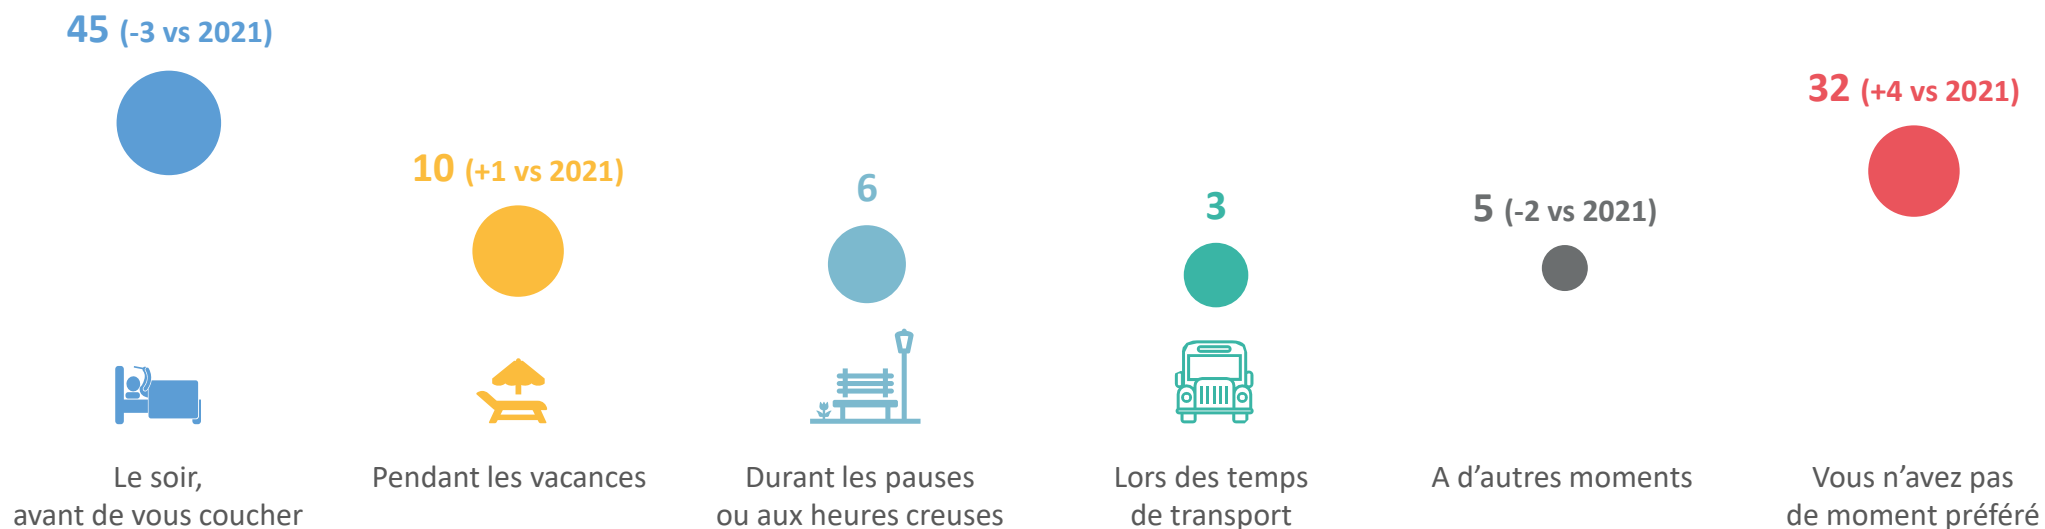 45 (-3 vs 2021)
Le soir,
avant de vous coucher
10 (+1 vs 2021)
Pendant les vacances
6
Durant les pauses
ou aux heures creuses
3
Lors des temps
de transport
5 (-2 vs 2021)
A d'autres moments
32 (+4 vs 2021)
Vous n'avez pas
de moment préféré